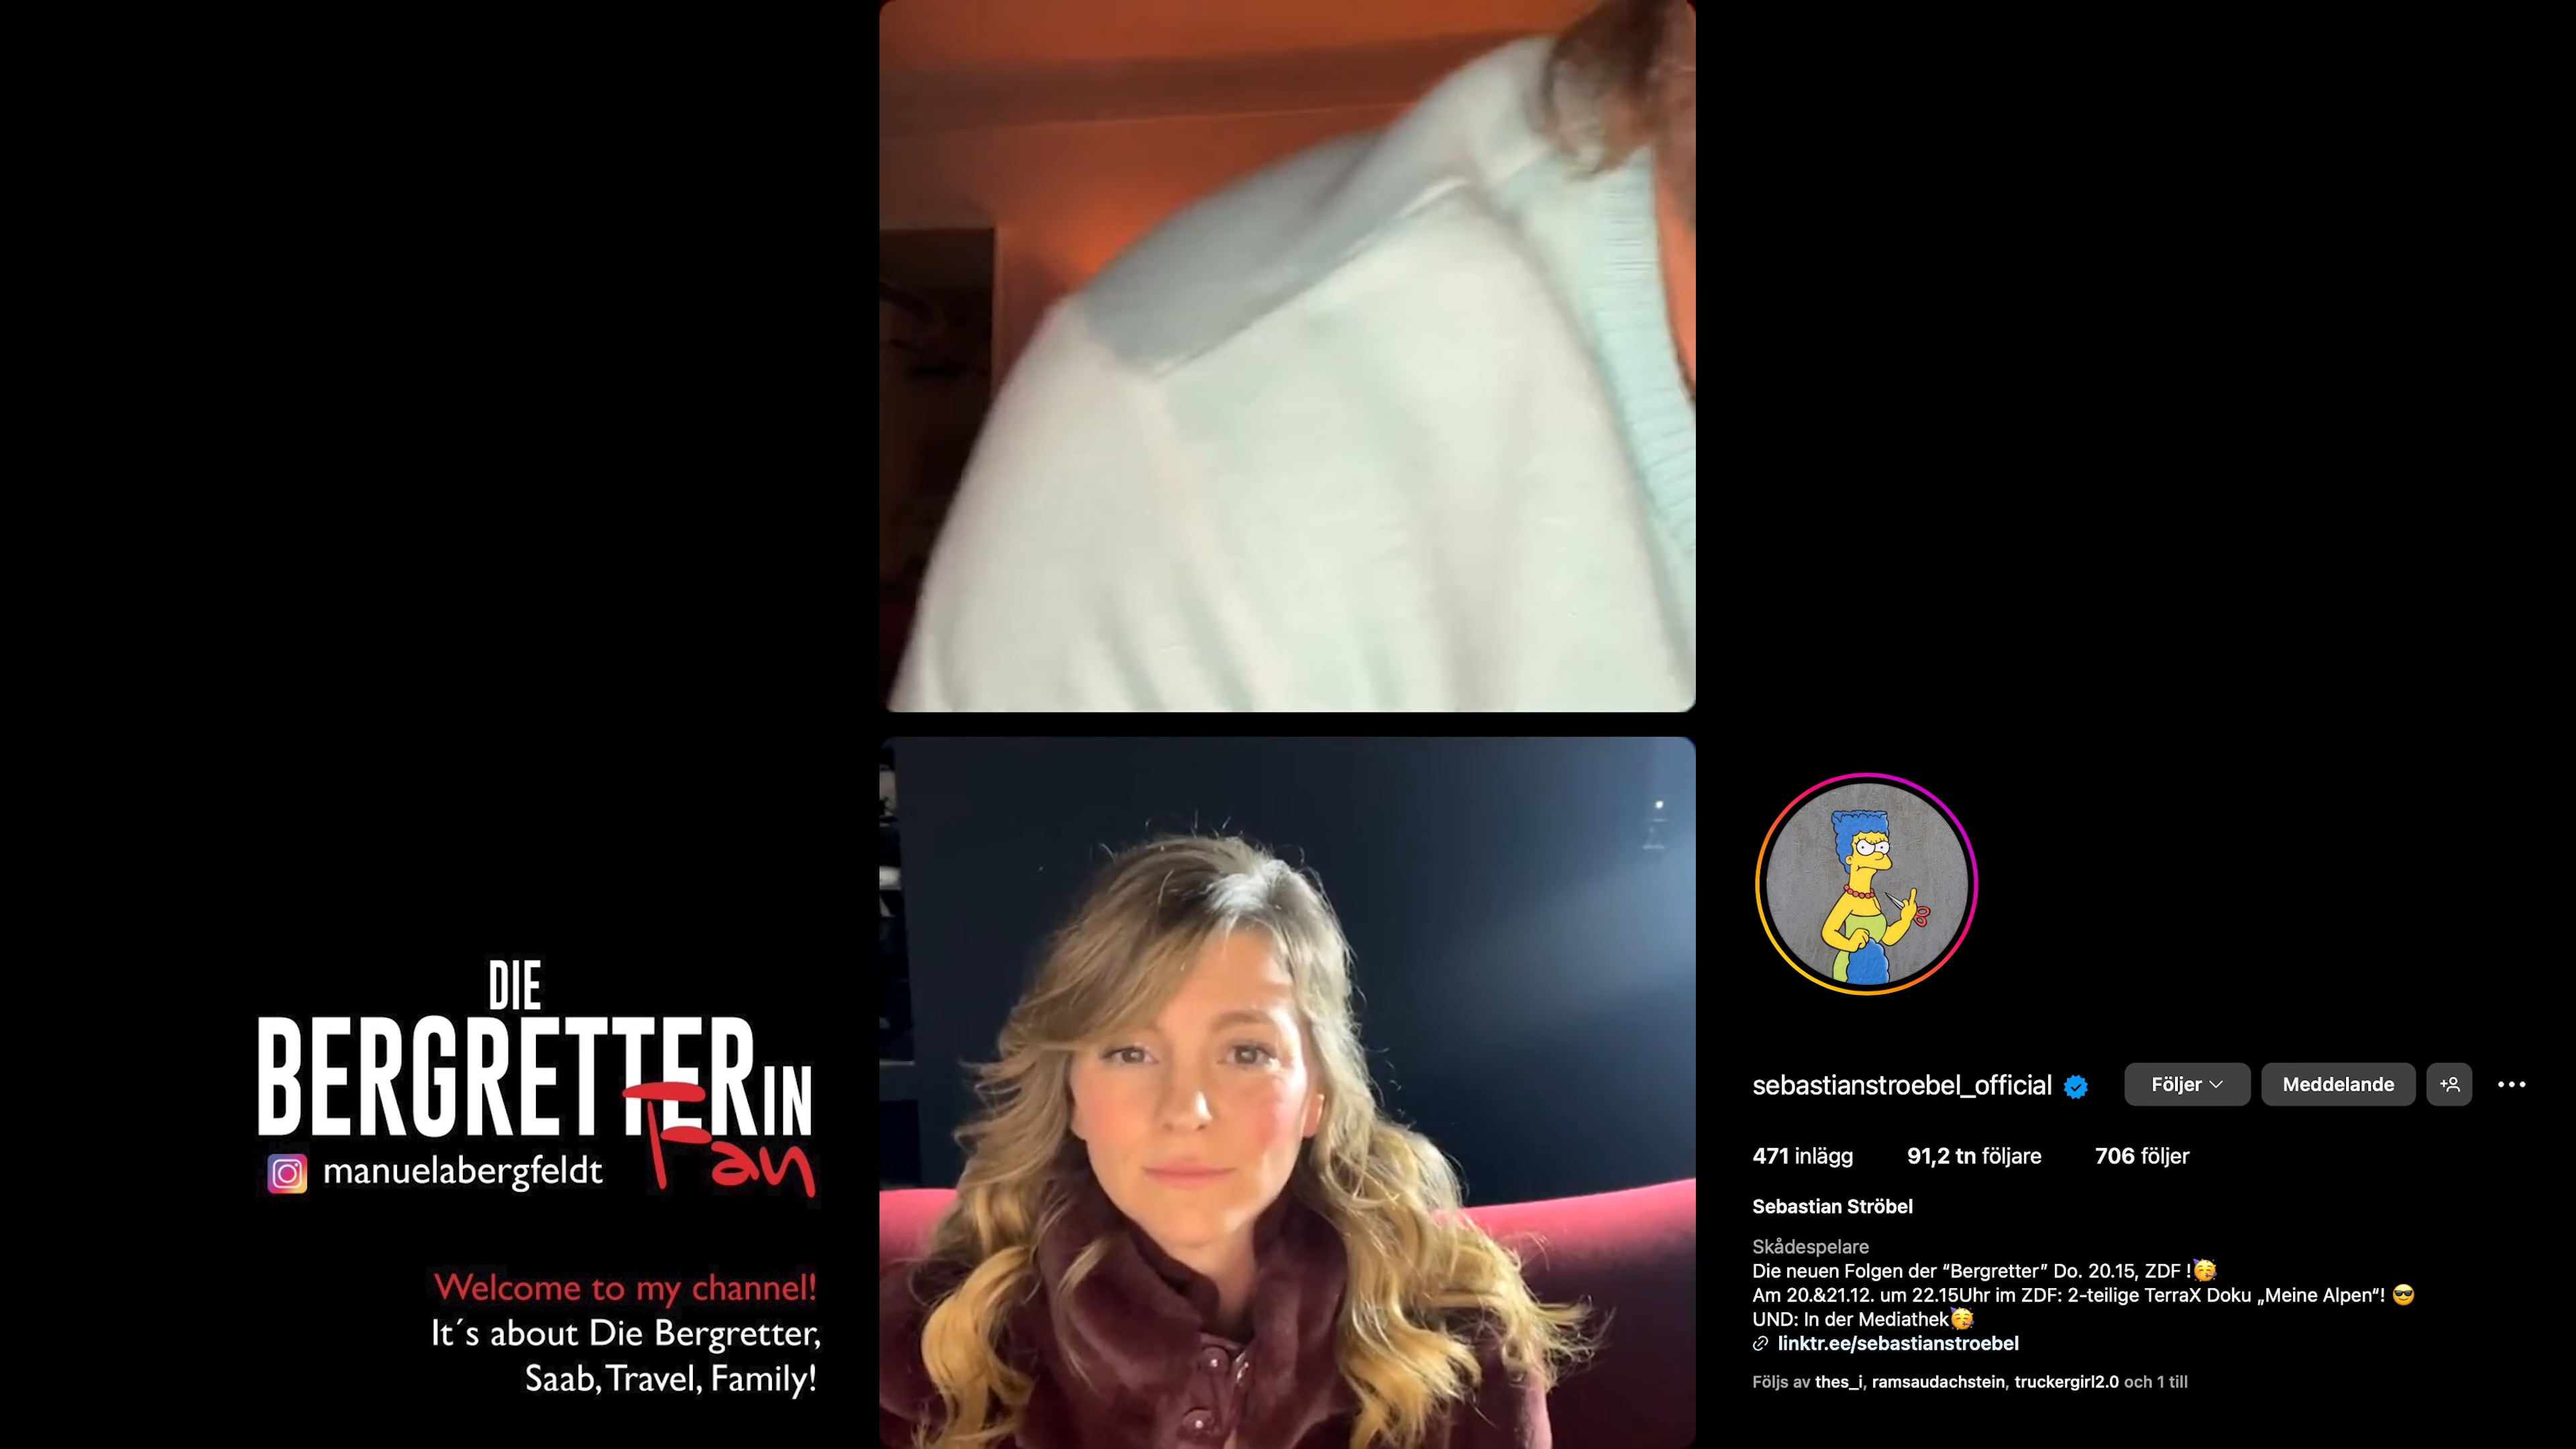 DIE
BERGRETTERIN
Fan
manuelabergfeldt
Welcome to my channel!
It´s about Die Bergretter,
Saab, Travel, Family!
sebastianstroebel_official
Följer
Meddelande
471 inlägg 91,2 tn följare 706 följer
Sebastian Ströbel
Skådespelare
Die neuen Folgen der “Bergretter” Do. 20.15, ZDF !🥳
Am 20.&21.12. um 22.15Uhr im ZDF: 2-teilige TerraX Doku „Meine Alpen“! 😎
UND: In der Mediathek🥳
linktr.ee/sebastianstroebel
Följs av thes_i, ramsaudachstein, truckergirl2.0 och 1 till